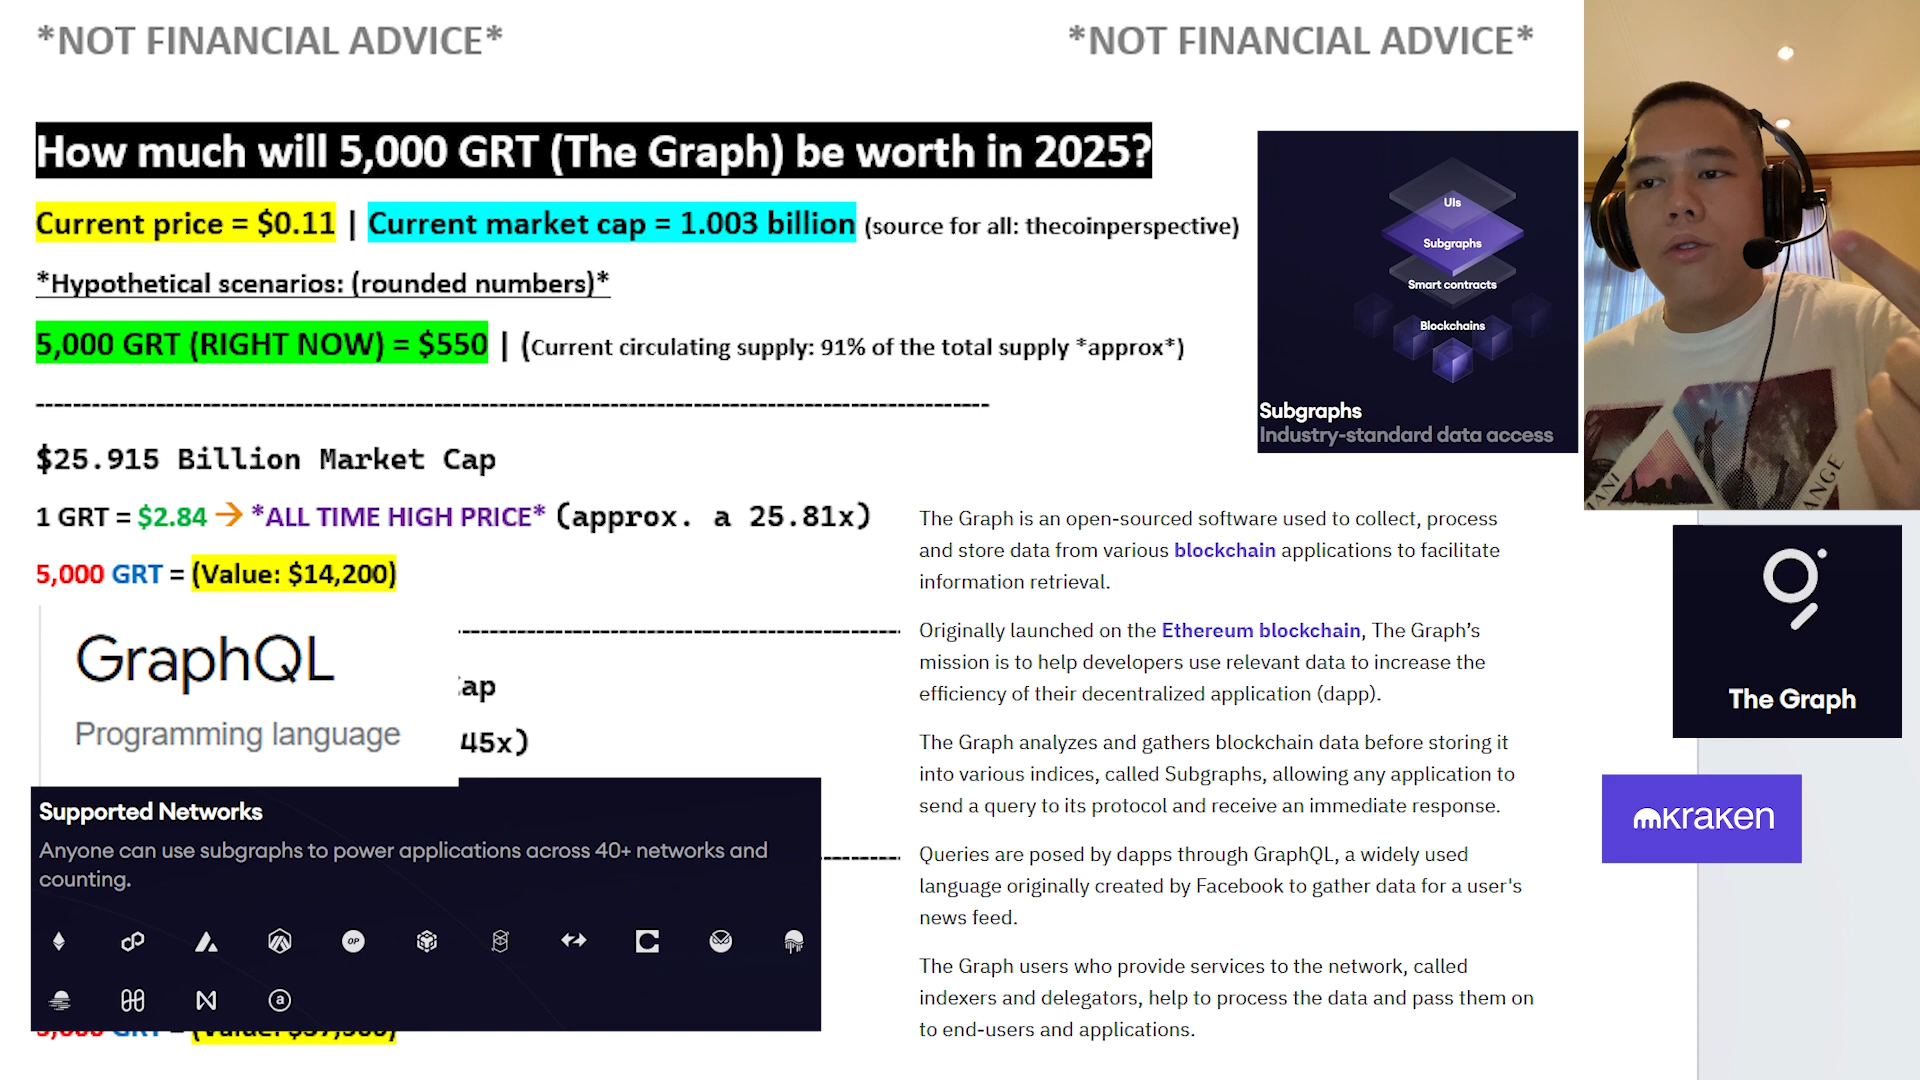 *NOT FINANCIAL ADVICE*
*NOT FINANCIAL ADVICE*
How much will 5,000 GRT (The Graph) be worth in 2025?
Current price = $0.11 | Current market cap = 1.003 billion (source for all: thecoinperspective)
*Hypothetical scenarios: (rounded numbers)*
5,000 GRT (RIGHT NOW) = $550 | (Current circulating supply: 91% of the total supply *approx*)
$25.915 Billion Market Cap
1 GRT = $2.84 → *ALL TIME HIGH PRICE* (approx. a 25.81x)
5,000 GRT = (Value: $14,200)
GraphQL
Programming language
ap
45x)
Supported Networks
Anyone can use subgraphs to power applications across 40+ networks and
counting.
OP
a
UIs
Subgraphs
Smart contracts
Blockchains
Subgraphs
Industry-standard data access
The Graph is an open-sourced software used to collect, process
and store data from various blockchain applications to facilitate
information retrieval.
Originally launched on the Ethereum blockchain, The Graph’s
mission is to help developers use relevant data to increase the
efficiency of their decentralized application (dapp).
The Graph analyzes and gathers blockchain data before storing it
into various indices, called Subgraphs, allowing any application to
send a query to its protocol and receive an immediate response.
Queries are posed by dapps through GraphQL, a widely used
language originally created by Facebook to gather data for a user's
news feed.
The Graph users who provide services to the network, called
indexers and delegators, help to process the data and pass them on
to end-users and applications.
The Graph
kraken